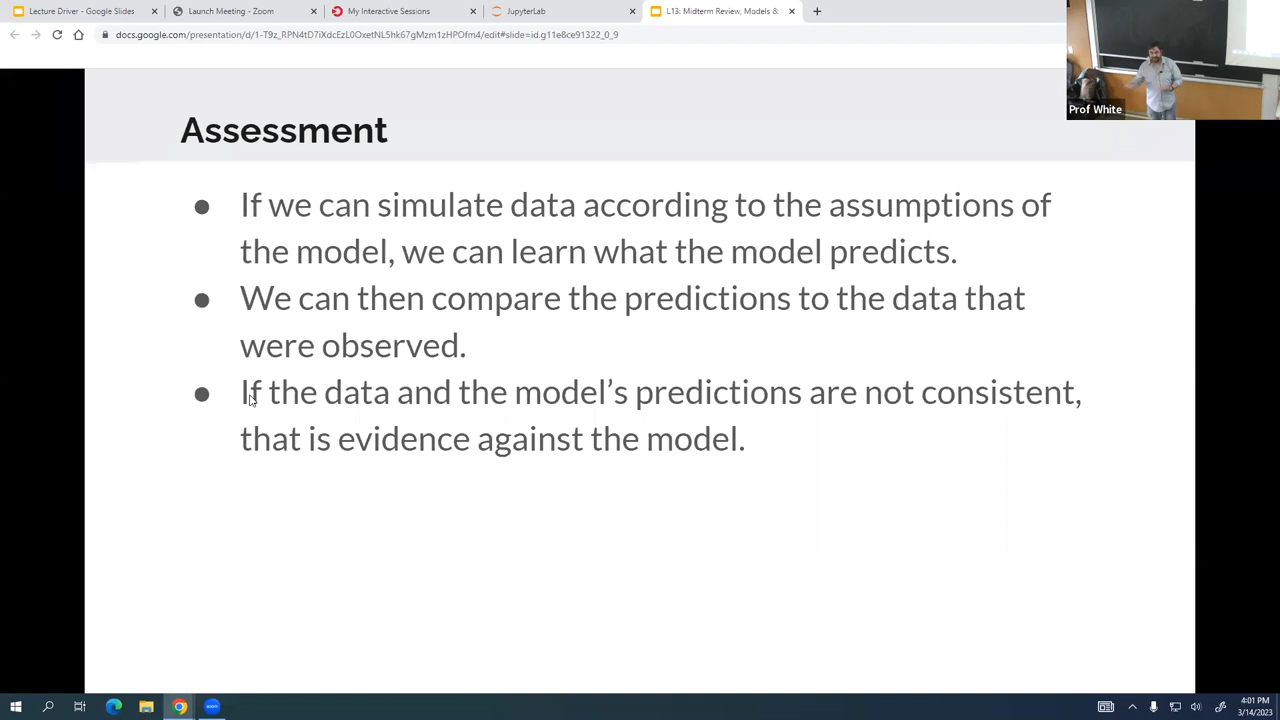 Lecture Driver - Google Slides
Launch Meeting - Zoom
My Interactive Sessions
JupyterLab
L13: Midterm Review, Models &
docs.google.com/presentation/d/1-T9z_RPN4tD7iXdcEzL0OxetNLShk67gMzm1zHPOfm4/edit#slide=id.g11e8ce91322_0_9
Prof White
Assessment
● If we can simulate data according to the assumptions of
the model, we can learn what the model predicts.
● We can then compare the predictions to the data that
were observed.
● If the data and the model’s predictions are not consistent,
that is evidence against the model.
zoom
4:01 PM
3/14/2023